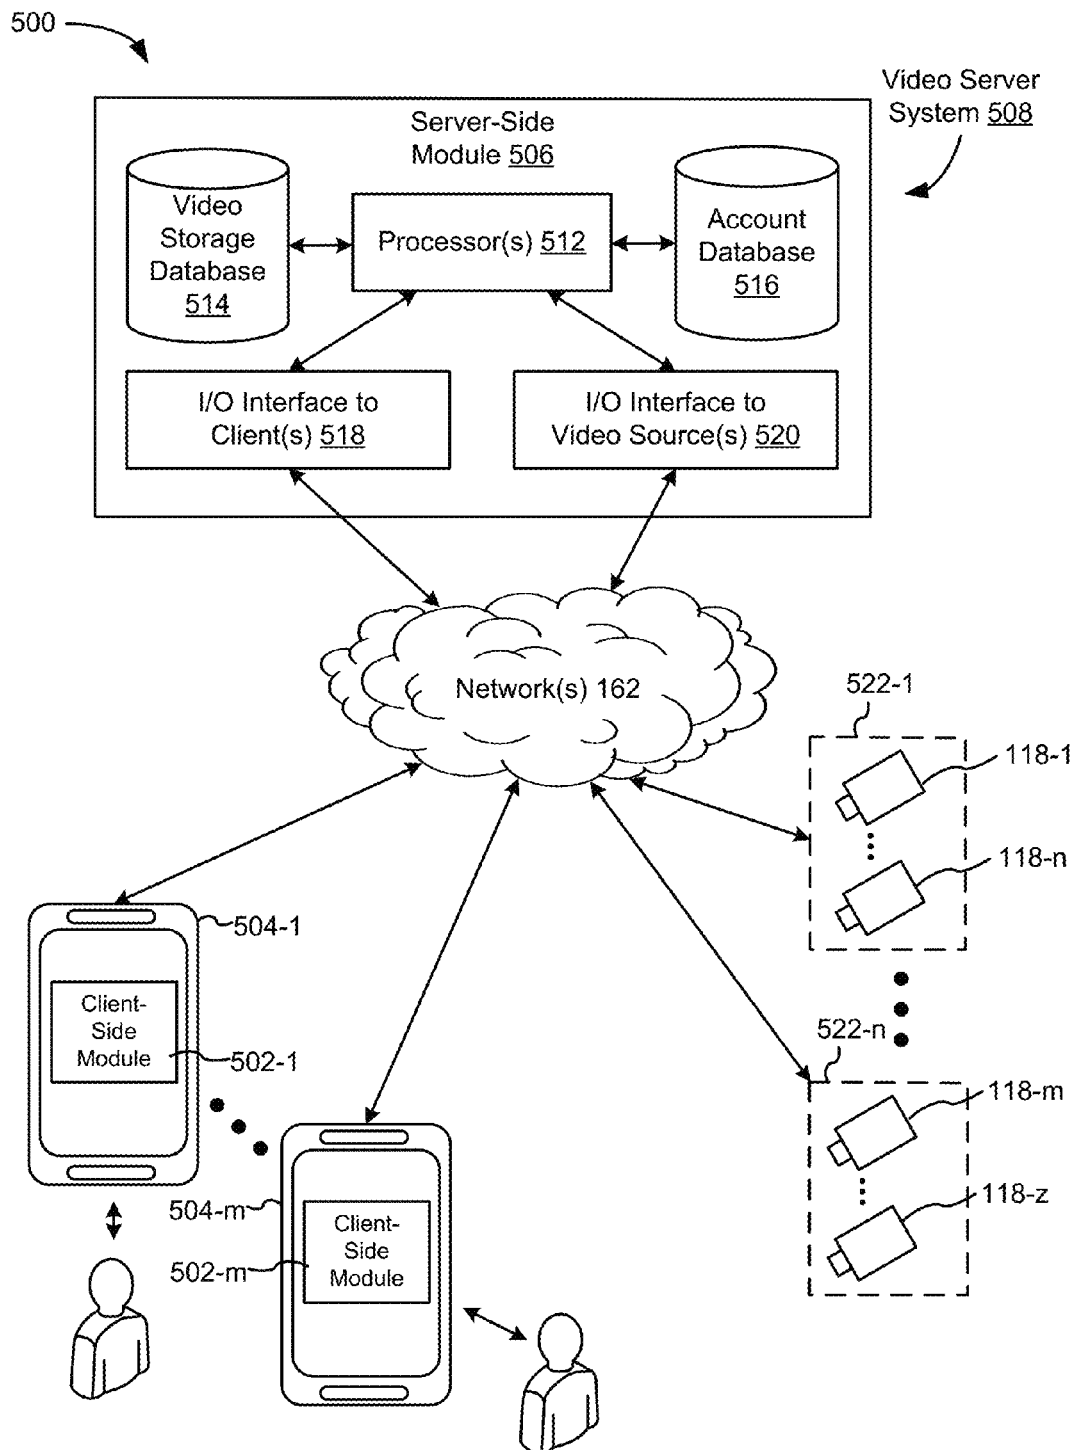 500
Video Server
System 508
Server-Side
Module 506
Video
Storage
Database
514
Processor(s) 512
Account
Database
516
I/O Interface to
Client(s) 518
I/O Interface to
Video Source(s) 520
Network(s) 162
522-1
118-1
118-n
504-1
Client-
Side
Module
502-1
522-n
118-m
118-z
504-m
Client-
Side
Module
502-m